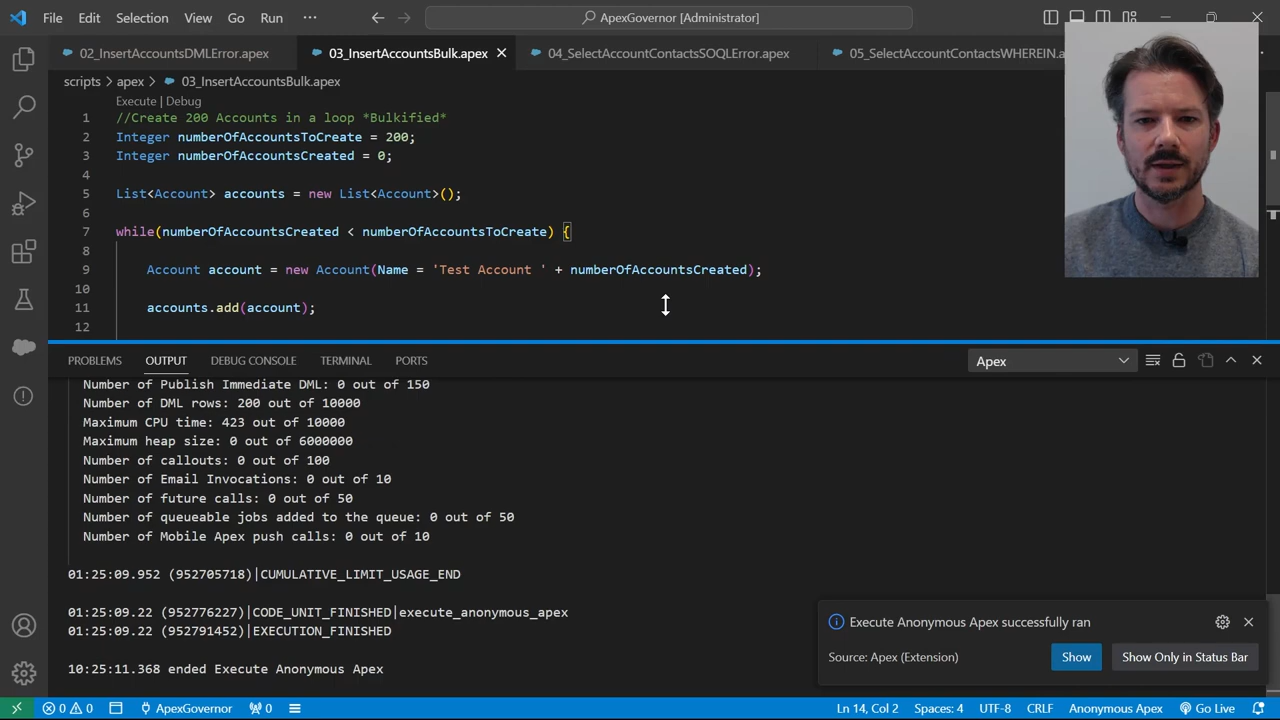 File Edit Selection View Go Run ··· ApexGovernor [Administrator]
02_InsertAccountsDMLError.apex 03_InsertAccountsBulk.apex 04_SelectAccountContactsSOQLError.apex 05_SelectAccountContactsWHEREIN.a
scripts > apex > 03_InsertAccountsBulk.apex
Execute | Debug
1 //Create 200 Accounts in a loop *Bulkified*
2 Integer numberOfAccountsToCreate = 200;
3 Integer numberOfAccountsCreated = 0;
4
5 List<Account> accounts = new List<Account>();
6
7 while(numberOfAccountsCreated < numberOfAccountsToCreate) {
8
9 Account account = new Account(Name = 'Test Account ' + numberOfAccountsCreated);
10
11 accounts.add(account);
12
PROBLEMS OUTPUT DEBUG CONSOLE TERMINAL PORTS Apex
Number of Publish Immediate DML: 0 out of 150
Number of DML rows: 200 out of 10000
Maximum CPU time: 423 out of 10000
Maximum heap size: 0 out of 6000000
Number of callouts: 0 out of 100
Number of Email Invocations: 0 out of 10
Number of future calls: 0 out of 50
Number of queueable jobs added to the queue: 0 out of 50
Number of Mobile Apex push calls: 0 out of 10
01:25:09.952 (952705718)|CUMULATIVE_LIMIT_USAGE_END
01:25:09.22 (952776227)|CODE_UNIT_FINISHED|execute_anonymous_apex
01:25:09.22 (952791452)|EXECUTION_FINISHED
10:25:11.368 ended Execute Anonymous Apex
Execute Anonymous Apex successfully ran
Source: Apex (Extension) Show Show Only in Status Bar
0 0 ApexGovernor 0 Ln 14, Col 2 Spaces: 4 UTF-8 CRLF Anonymous Apex Go Live